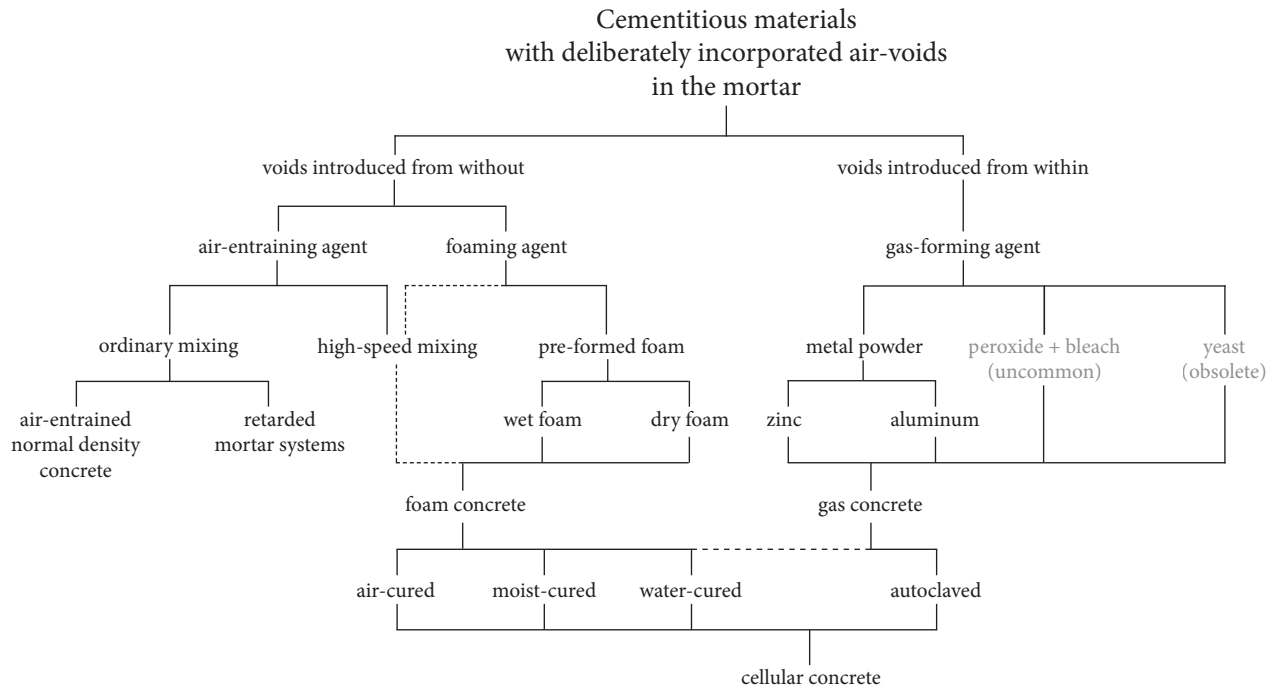 Cementitious materials
with deliberately incorporated air-voids
in the mortar
voids introduced from without
voids introduced from within
air-entraining agent
foaming agent
gas-forming agent
ordinary mixing
high-speed mixing
pre-formed foam
metal powder
peroxide + bleach
(uncommon)
yeast
(obsolete)
air-entrained
normal density
concrete
retarded
mortar systems
wet foam
dry foam
zinc
aluminum
foam concrete
gas concrete
air-cured
moist-cured
water-cured
autoclaved
cellular concrete